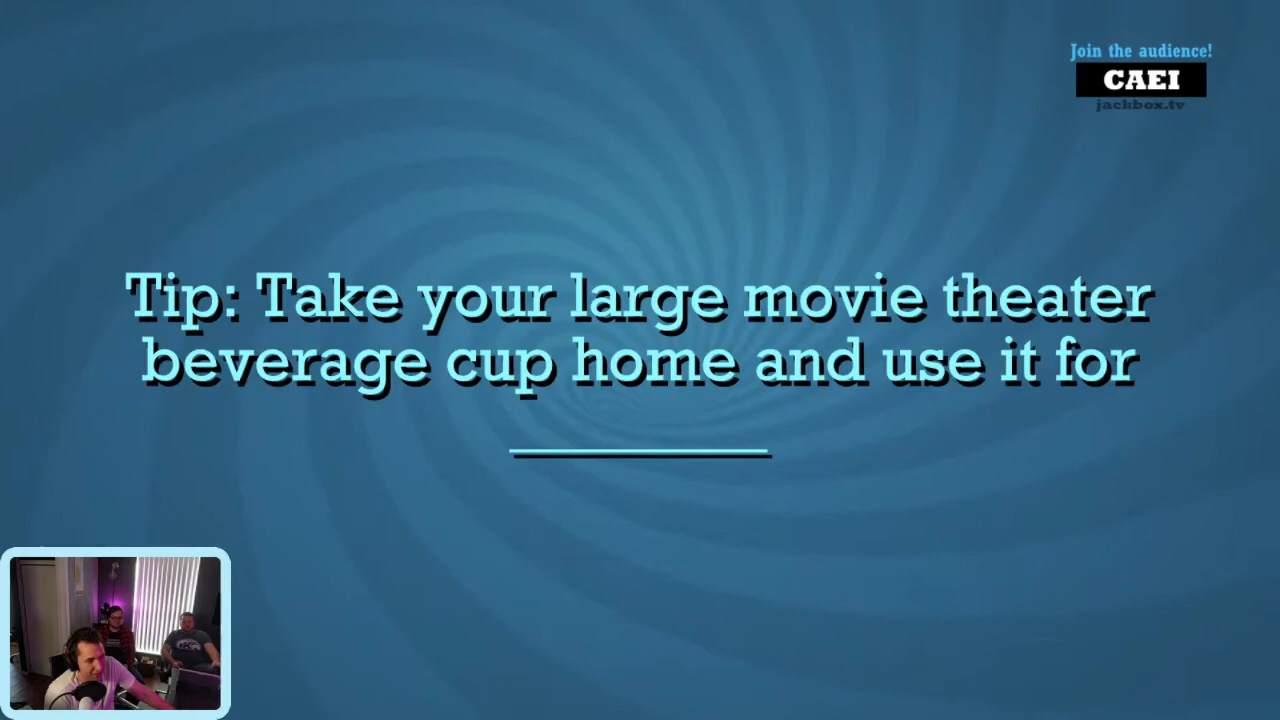 Join the audience!
CAEI
jackbox.tv
Tip: Take your large movie theater
beverage cup home and use it for